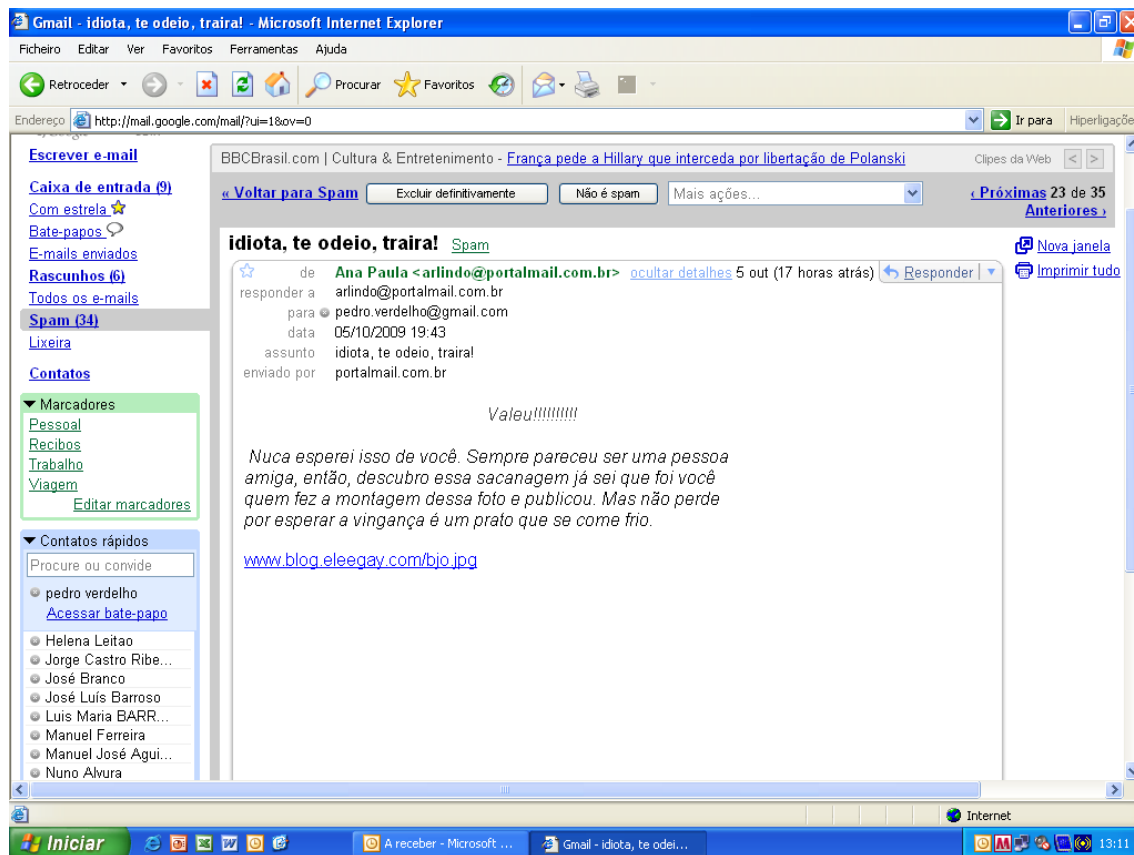 Gmail - idiota, te odeio, traira! - Microsoft Internet Explorer
Ficheiro Editar Ver Favoritos Ferramentas Ajuda
Retroceder Procurar Favoritos
Endereço http://mail.google.com/mail/?ui=1&ov=0 Ir para Hiperligaçõe
Escrever e-mail
Caixa de entrada (9)
Com estrela
Bate-papos
E-mails enviados
Rascunhos (6)
Todos os e-mails
Spam (34)
Lixeira
Contatos
Marcadores
Pessoal
Recibos
Trabalho
Viagem
Editar marcadores
Contatos rápidos
Procure ou convide
pedro verdelho
Acessar bate-papo
Helena Leitao
Jorge Castro Ribe...
José Branco
José Luís Barroso
Luis Maria BARR...
Manuel Ferreira
Manuel José Agui...
Nuno Alvura
BBCBrasil.com | Cultura & Entretenimento - França pede a Hillary que interceda por libertação de Polanski Clipes da Web < >
« Voltar para Spam Excluir definitivamente Não é spam Mais ações... ‹ Próximas 23 de 35
Anteriores ›
idiota, te odeio, traira! Spam
Nova janela
Imprimir tudo
de Ana Paula <arlindo@portalmail.com.br> ocultar detalhes 5 out (17 horas atrás) Responder
responder a arlindo@portalmail.com.br
para pedro.verdelho@gmail.com
data 05/10/2009 19:43
assunto idiota, te odeio, traira!
enviado por portalmail.com.br
Valeu!!!!!!!!!!
Nuca esperei isso de você. Sempre pareceu ser uma pessoa
amiga, então, descubro essa sacanagem já sei que foi você
quem fez a montagem dessa foto e publicou. Mas não perde
por esperar a vingança é um prato que se come frio.
www.blog.eleegay.com/bjo.jpg
Internet
Iniciar A receber - Microsoft ... Gmail - idiota, te odei... 13:11